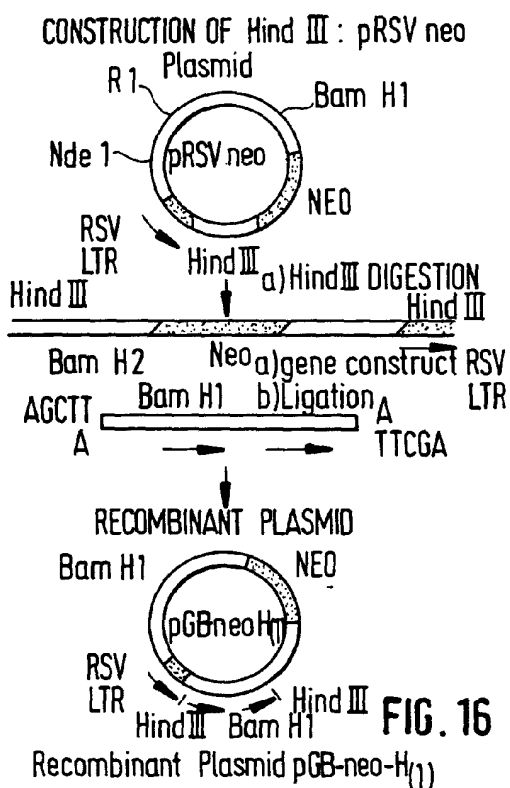 CONSTRUCTION OF Hind III : pRSV neo
Plasmid
R 1
Bam H1
Nde 1
pRSV neo
NEO
RSV
LTR
Hind III
a) Hind III DIGESTION
Hind III
Hind III
Bam H2
Neo
a) gene construct
RSV
LTR
Bam H1
b) Ligation
AGCTT
A
A
TTCGA
RECOMBINANT PLASMID
Bam H1
NEO
pGB-neo H(1)
RSV
LTR
Hind III
Bam H1
Hind III
FIG. 16
Recombinant Plasmid pGB-neo-H(1)